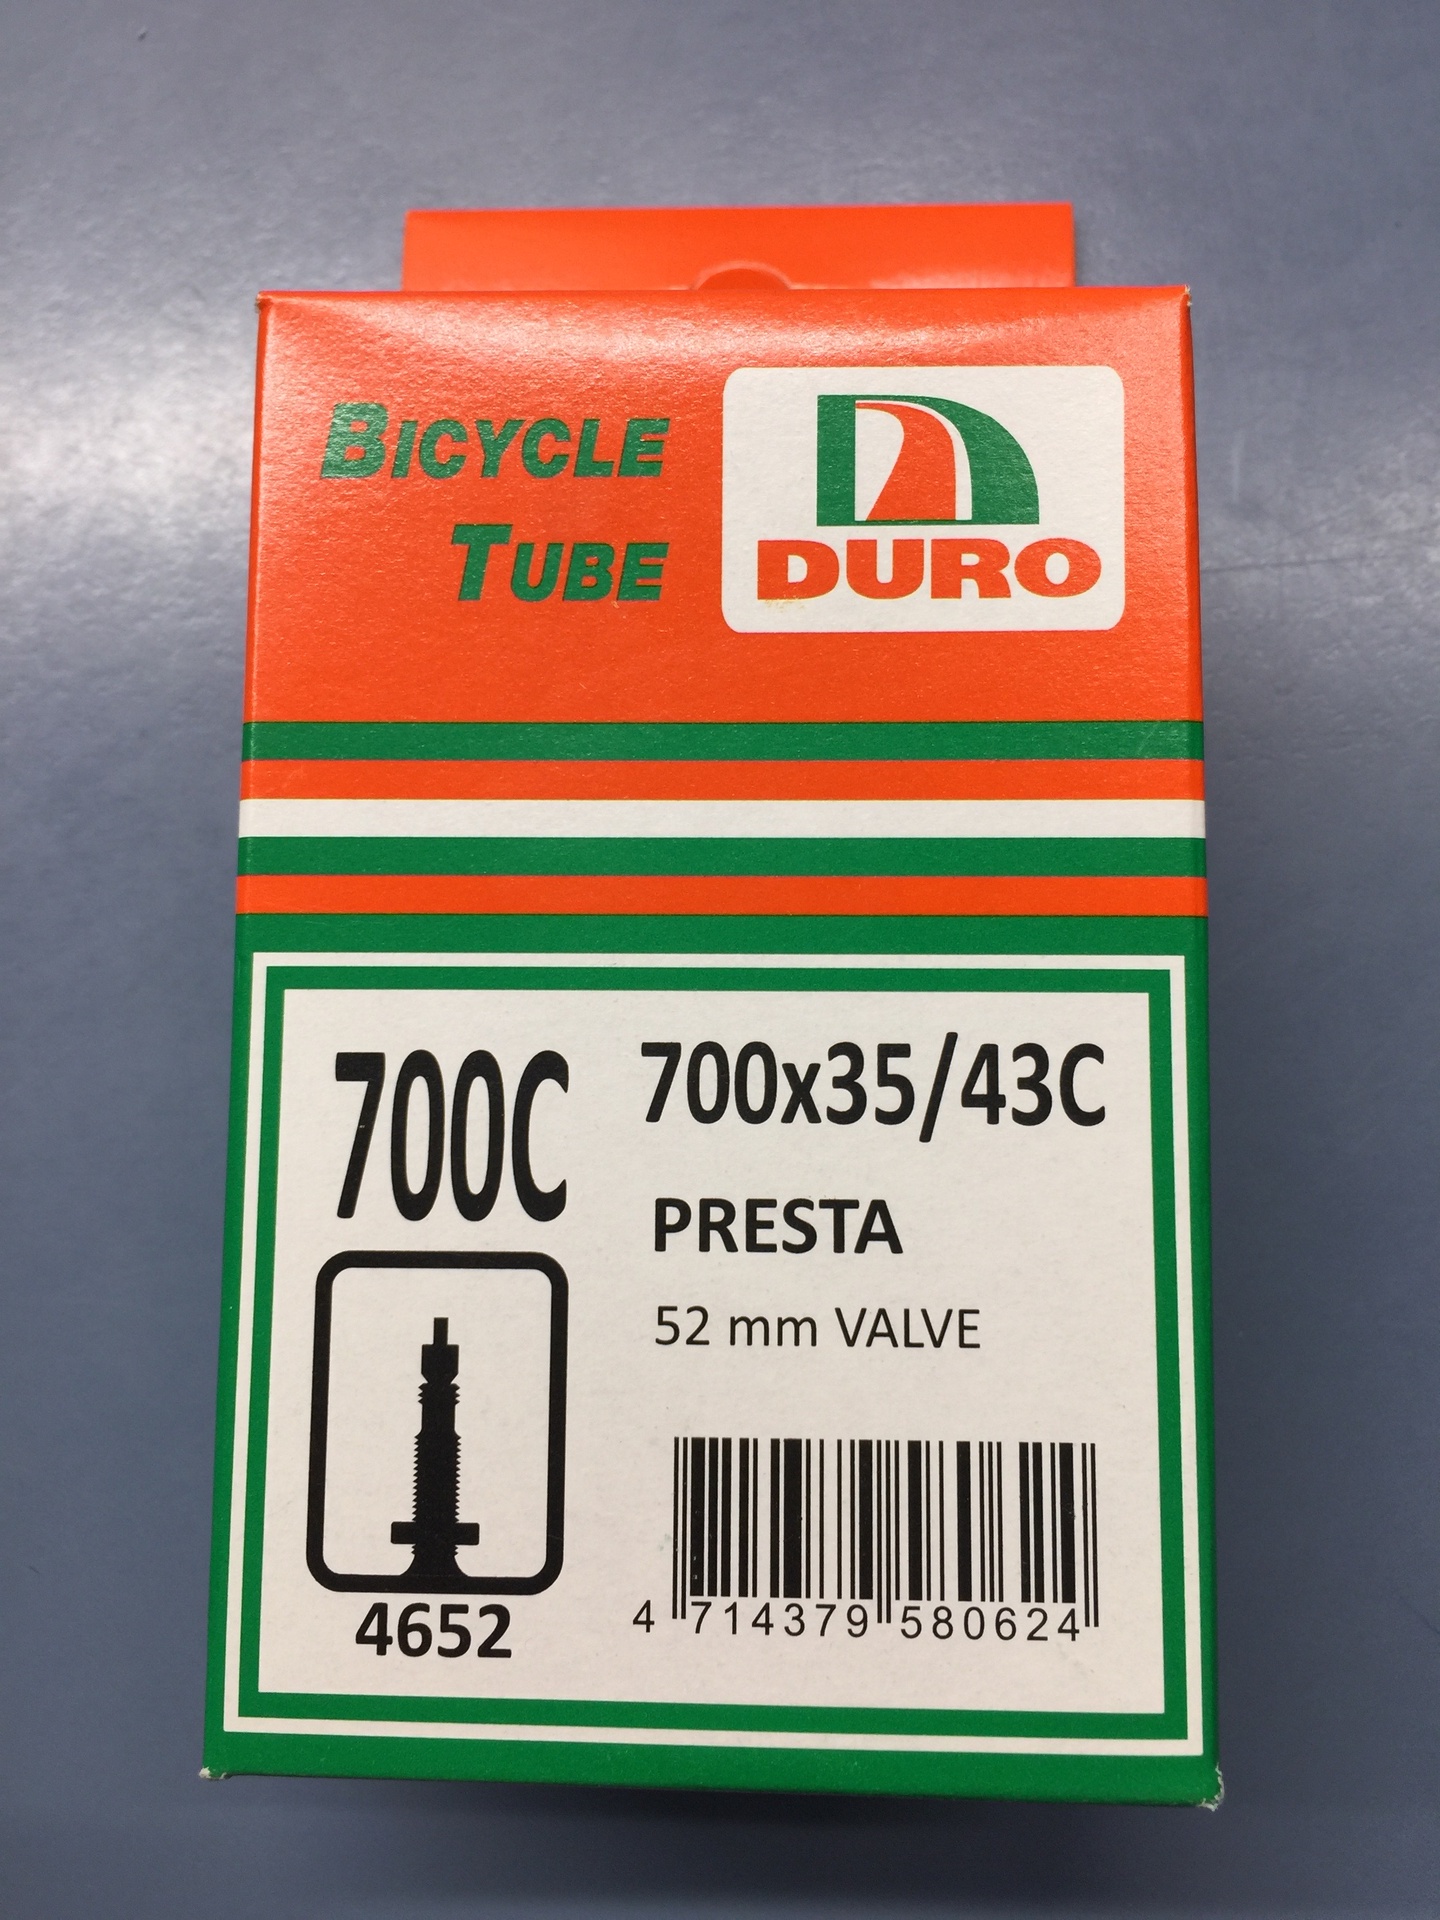 BICYCLE
TUBE
DURO
700C
700x35/43C
PRESTA
52 mm VALVE
4652
4 714379 580624